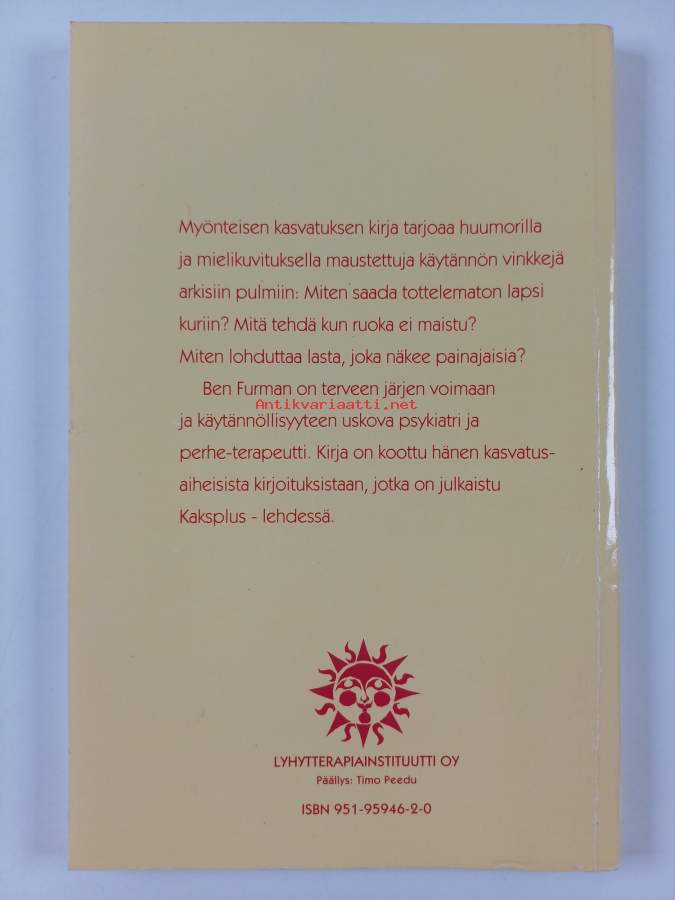 Myönteisen kasvatuksen kirja tarjoaa huumorilla
ja mielikuvituksella maustettuja käytännön vinkkejä
arkisiin pulmiin: Miten saada tottelematon lapsi
kuriin? Mitä tehdä kun ruoka ei maistu?
Miten lohduttaa lasta, joka näkee painajaisia?
Ben Furman on terveen järjen voimaan
Antikvariaatti.net
ja käytännöllisyyteen uskova psykiatri ja
perhe-terapeutti. Kirja on koottu hänen kasvatus-
aiheisista kirjoituksistaan, jotka on julkaistu
Kaksplus - lehdessä.
LYHYTTERAPIAINSTITUUTTI OY
Päällys: Timo Peedu
ISBN 951-95946-2-0